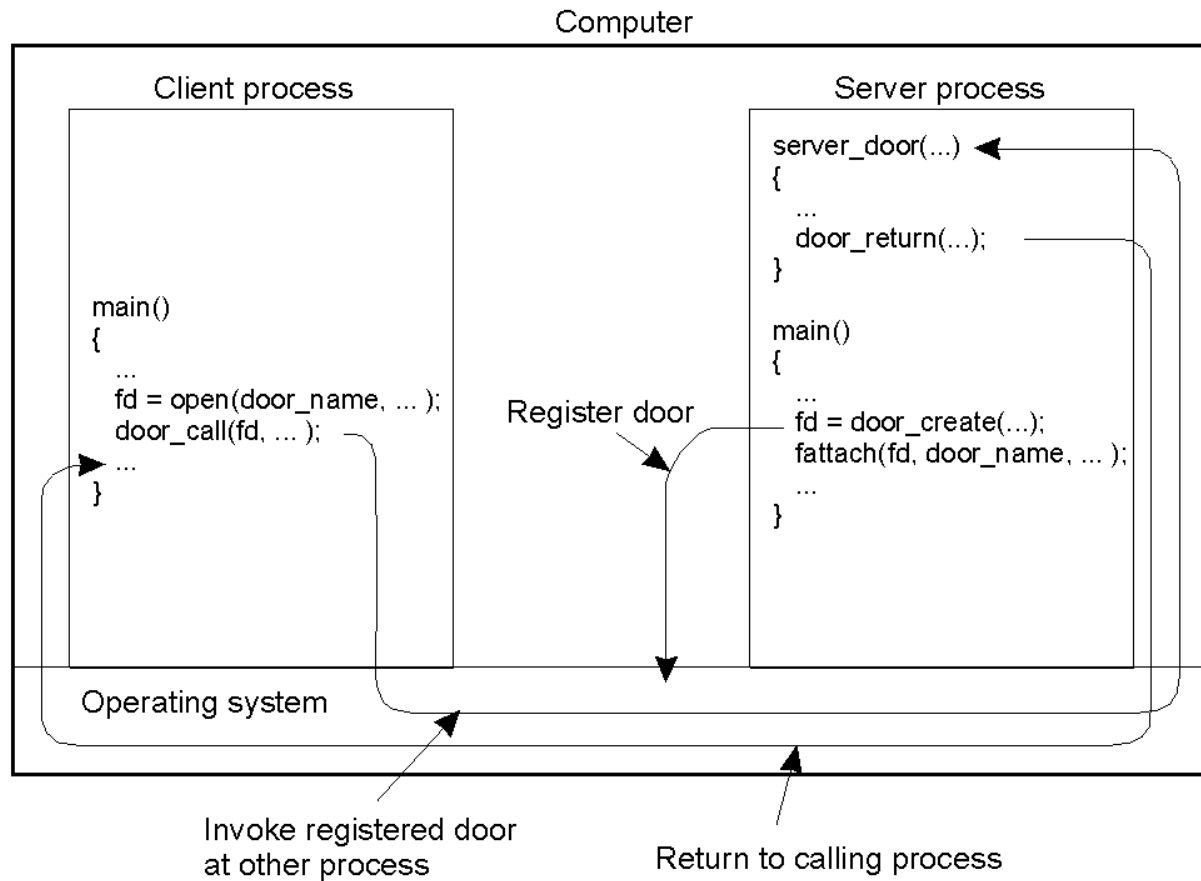 Computer
Client process
main()
{
...
fd = open(door_name, ... );
door_call(fd, ... );
...
}
Server process
server_door(...)
{
...
door_return(...);
}
main()
{
...
fd = door_create(...);
fattach(fd, door_name, ... );
...
}
Register door
Operating system
Invoke registered door
at other process
Return to calling process